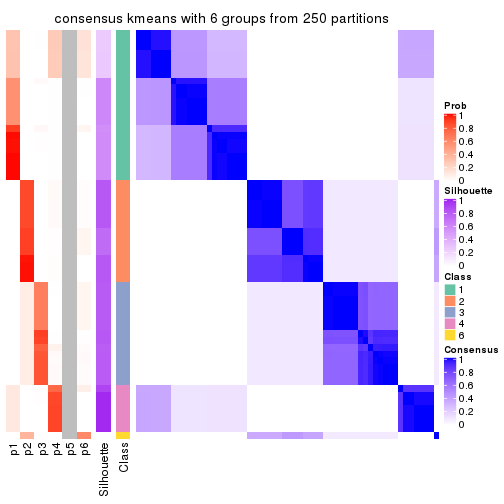 consensus kmeans with 6 groups from 250 partitions
Prob
1
0.8
0.6
0.4
0.2
0
Silhouette
1
0.8
0.6
0.4
0.2
0
Class
1
2
3
4
6
Consensus
1
0.8
0.6
0.4
0.2
0
p1
p2
p3
p4
p5
p6
Silhouette
Class